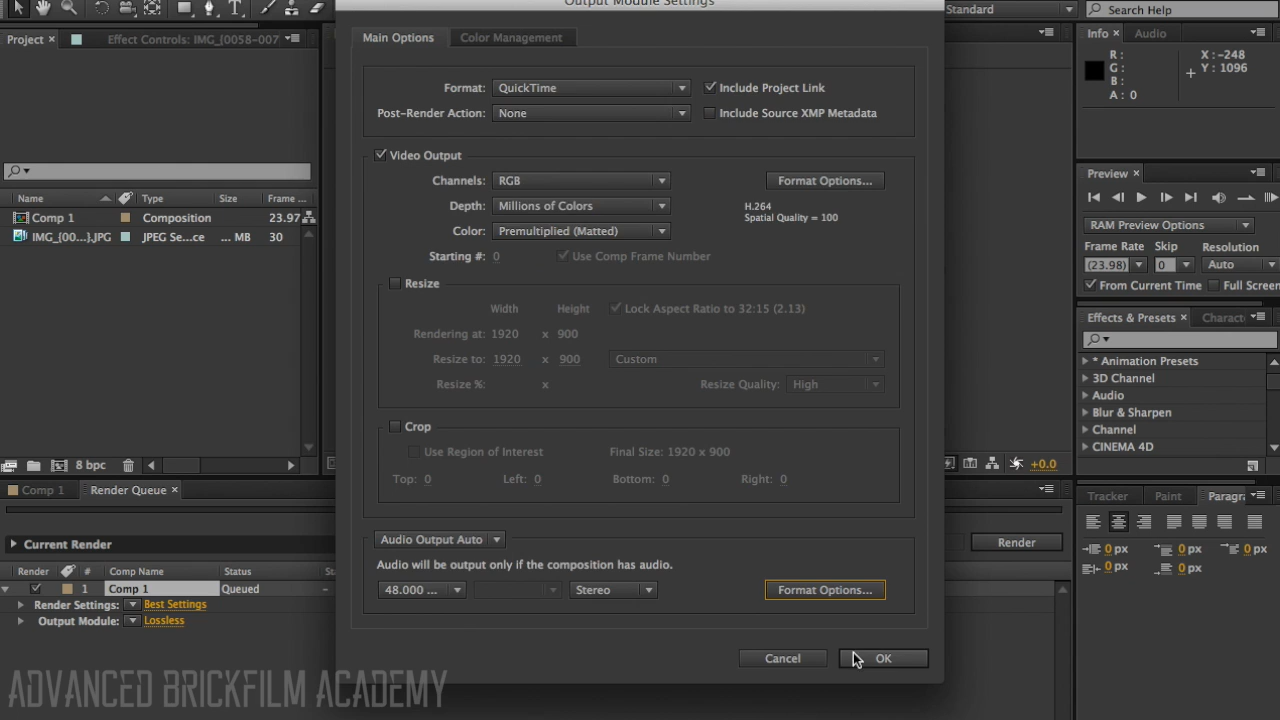 Output Module Settings
Standard
Search Help
Project
Effect Controls: IMG_[0058-007
Main Options
Color Management
Info
Audio
R:
G:
B:
A: 0
X: -248
Y: 1096
Format: QuickTime
Include Project Link
Post-Render Action: None
Include Source XMP Metadata
Video Output
Channels: RGB
Format Options...
Depth: Millions of Colors
H.264
Spatial Quality = 100
Color: Premultiplied (Matted)
Starting #: 0
Use Comp Frame Number
Resize
Width
Height
Lock Aspect Ratio to 32:15 (2.13)
Rendering at: 1920 x 900
Resize to: 1920 x 900
Custom
Resize %: x
Resize Quality: High
Crop
Use Region of Interest
Final Size: 1920 x 900
Top: 0
Left: 0
Bottom: 0
Right: 0
Audio Output Auto
Audio will be output only if the composition has audio.
48.000 ...
Stereo
Format Options...
Cancel
OK
Name
Type
Size
Frame ...
Comp 1
Composition
23.97
IMG_{00...}.JPG
JPEG Se...ce
... MB
30
8 bpc
Preview
RAM Preview Options
Frame Rate
Skip
Resolution
(23.98)
0
Auto
From Current Time
Full Screen
Effects & Presets
Charact
* Animation Presets
3D Channel
Audio
Blur & Sharpen
Channel
CINEMA 4D
+0.0
Comp 1
Render Queue
Current Render
Render
Render
#
Comp Name
Status
Sta
1
Comp 1
Queued
-
Render Settings:
Best Settings
Output Module:
Lossless
Tracker
Paint
Paragra
0 px
0 px
0 px
0 px
0 px
ADVANCED BRICKFILM ACADEMY